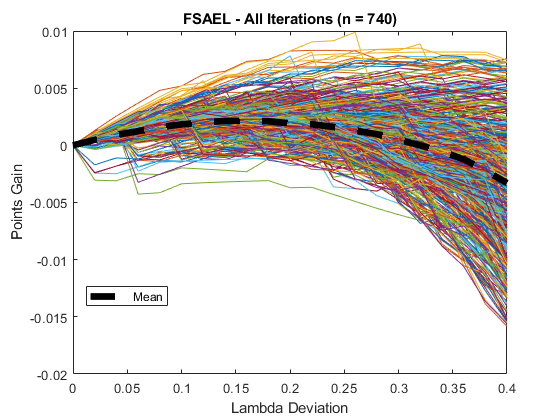 FSAEL - All Iterations (n = 740)
0.01
0.005
0
-0.005
-0.01
-0.015
-0.02
Points Gain
Mean
0 0.05 0.1 0.15 0.2 0.25 0.3 0.35 0.4
Lambda Deviation